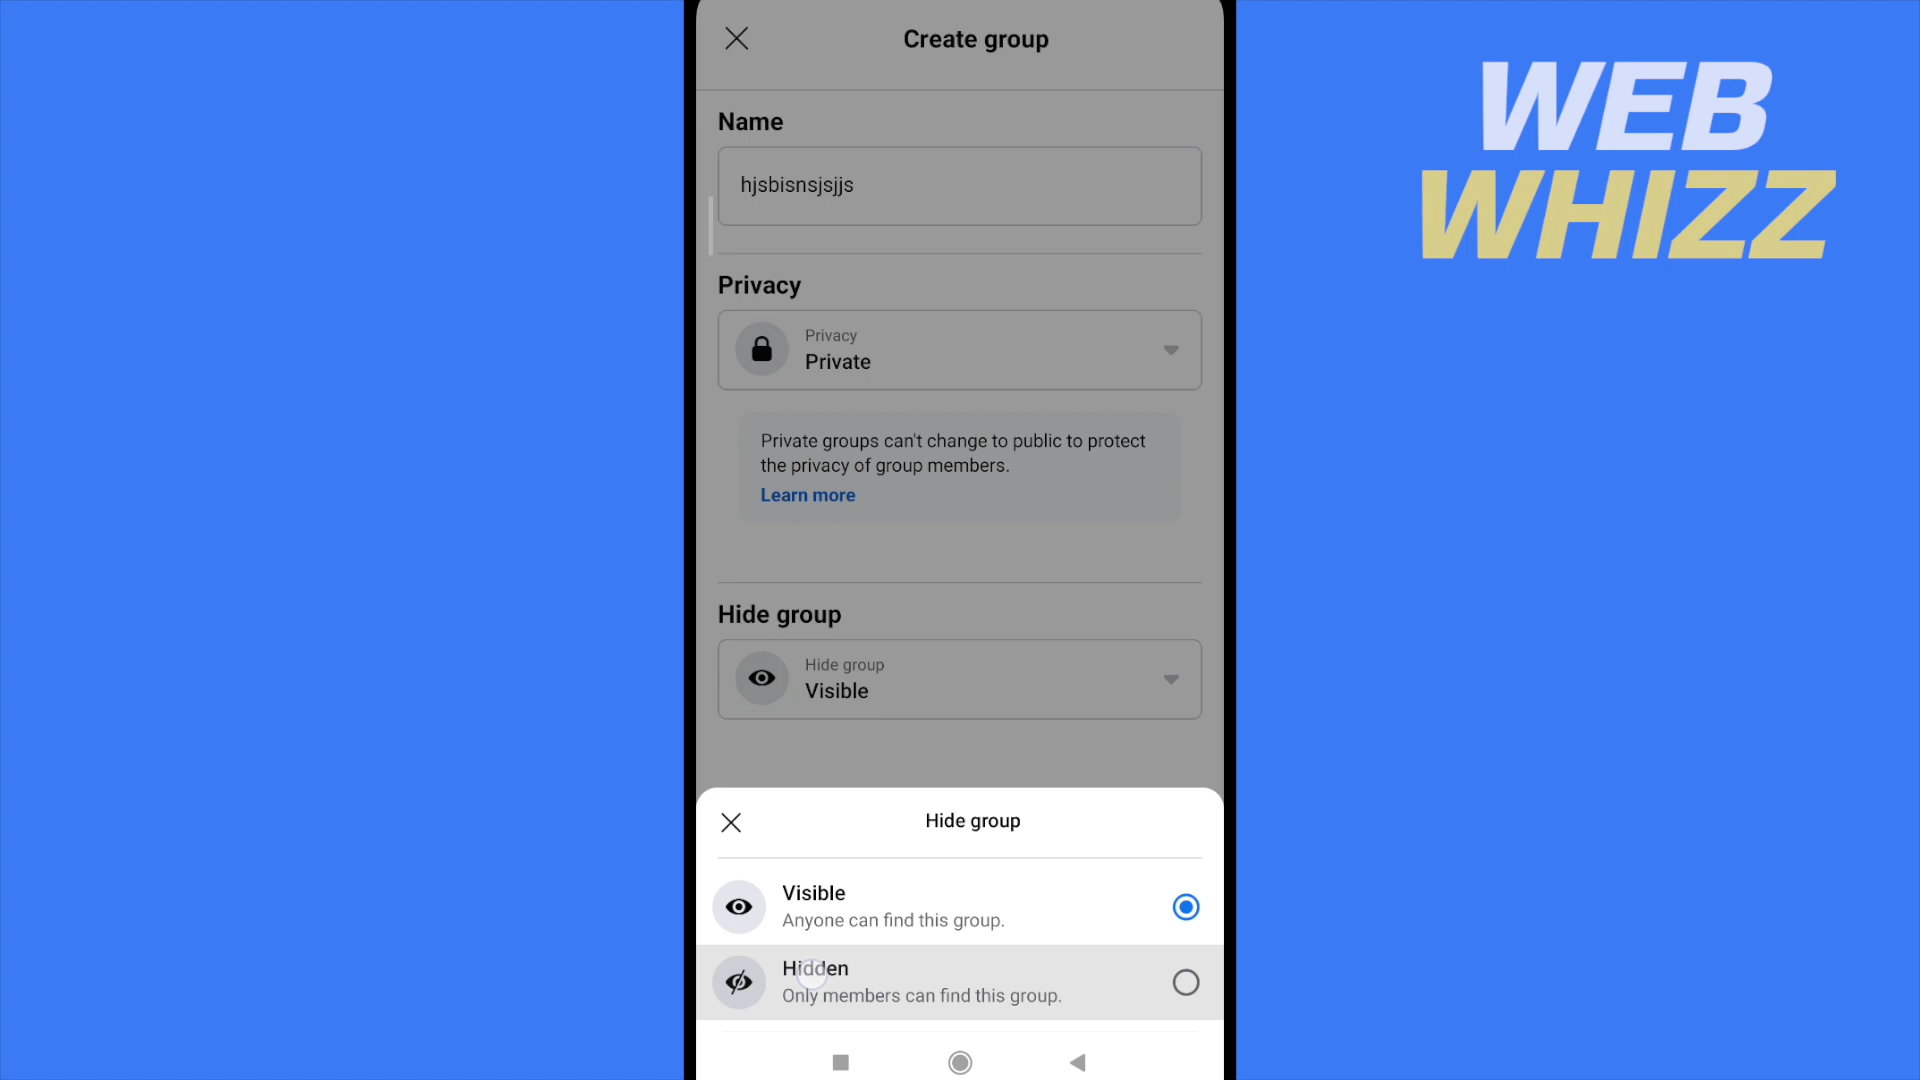 Create group
WEB
WHIZZ
Name
hjsbisnsjsjjs
Privacy
Privacy
Private
Private groups can't change to public to protect
the privacy of group members.
Learn more
Hide group
Hide group
Visible
Hide group
Visible
Anyone can find this group.
Hidden
Only members can find this group.